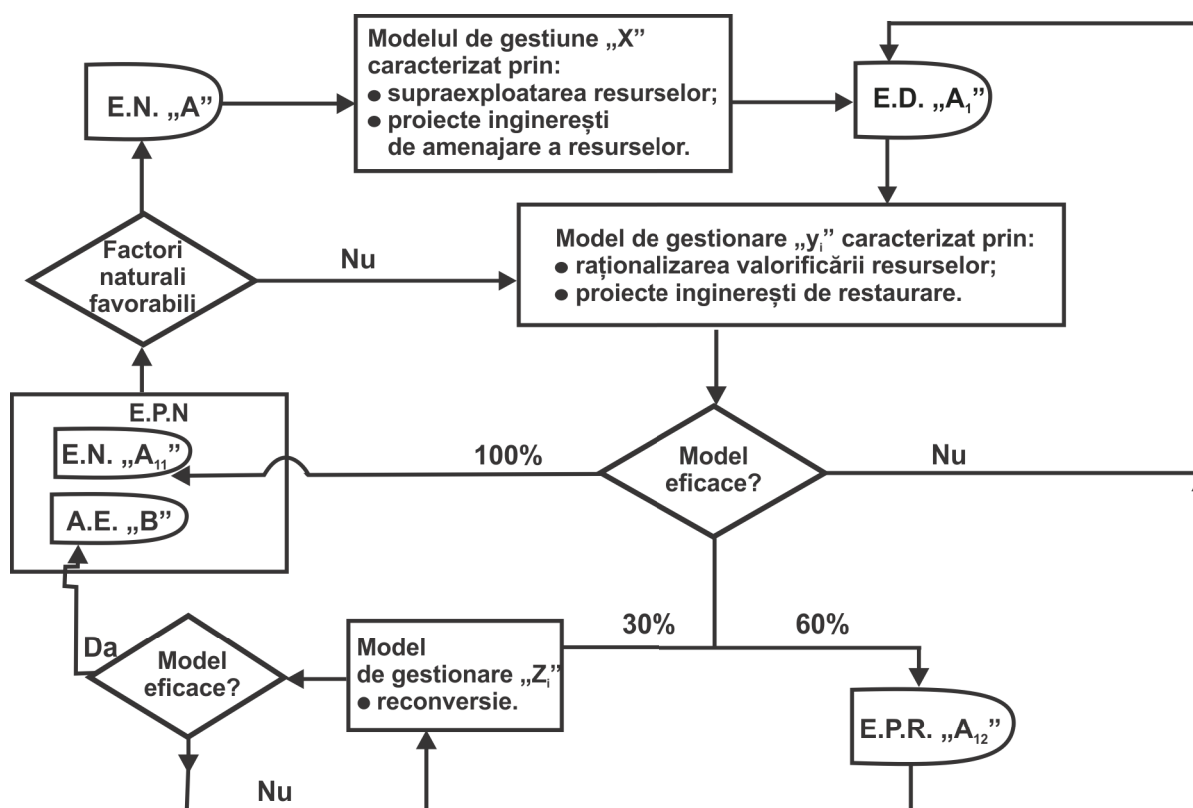 Modelul de gestiune „X”
caracterizat prin:
● supraexploatarea resurselor;
● proiecte inginerești
de amenajare a resurselor.
E.N. „A”
E.D. „A₁”
Factori
naturali
favorabili
Nu
Model de gestionare „yᵢ” caracterizat prin:
● raționalizarea valorificării resurselor;
● proiecte inginerești de restaurare.
E.P.N
E.N. „A₁₁”
A.E. „B”
100%
Model
eficace?
Nu
30%
60%
Da
Model
eficace?
Model
de gestionare „Zᵢ”
● reconversie.
E.P.R. „A₁₂”
Nu